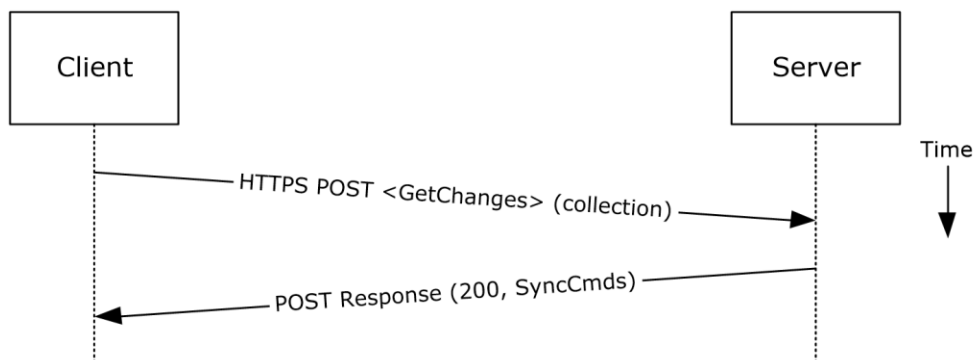 Client
Server
Time
HTTPS POST <GetChanges> (collection)
POST Response (200, SyncCmds)